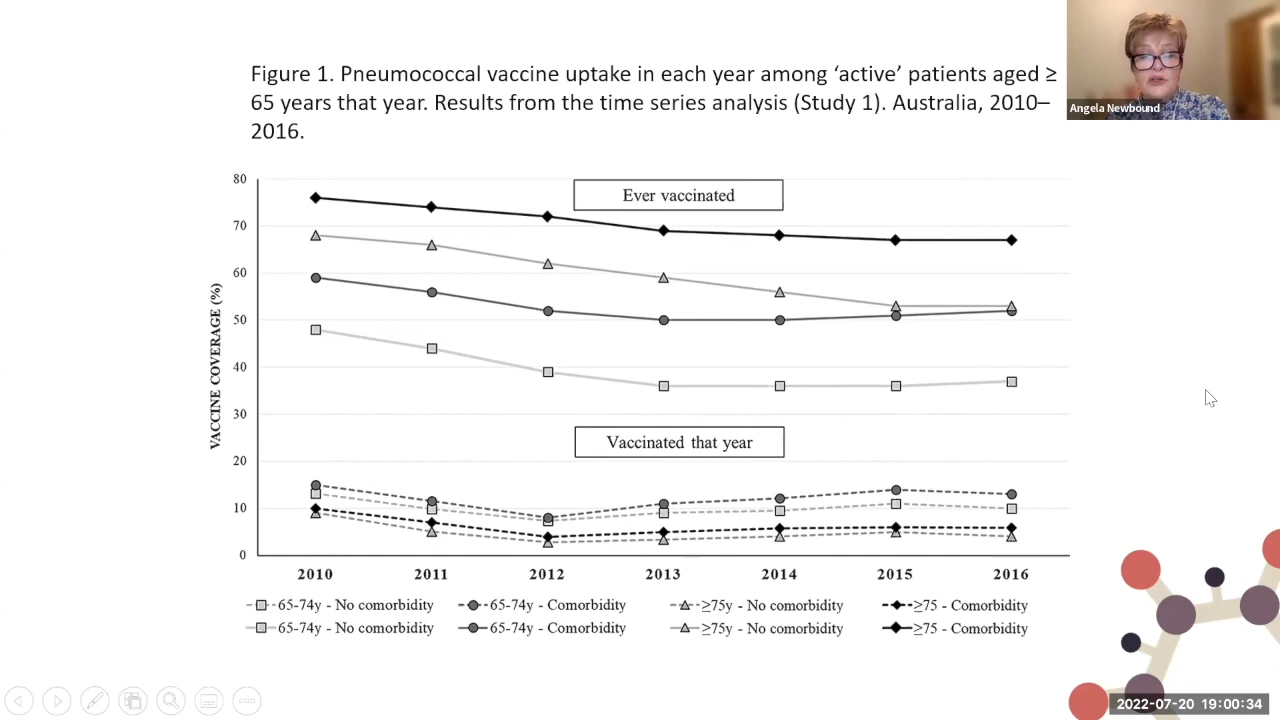 Figure 1. Pneumococcal vaccine uptake in each year among ‘active’ patients aged ≥
65 years that year. Results from the time series analysis (Study 1). Australia, 2010–
2016.
Angela Newbound
VACCINE COVERAGE (%)
80
70
60
50
40
30
20
10
0
Ever vaccinated
Vaccinated that year
2010 2011 2012 2013 2014 2015 2016
65-74y - No comorbidity 65-74y - Comorbidity ≥75y - No comorbidity ≥75 - Comorbidity
65-74y - No comorbidity 65-74y - Comorbidity ≥75y - No comorbidity ≥75 - Comorbidity
2022-07-20 19:00:34